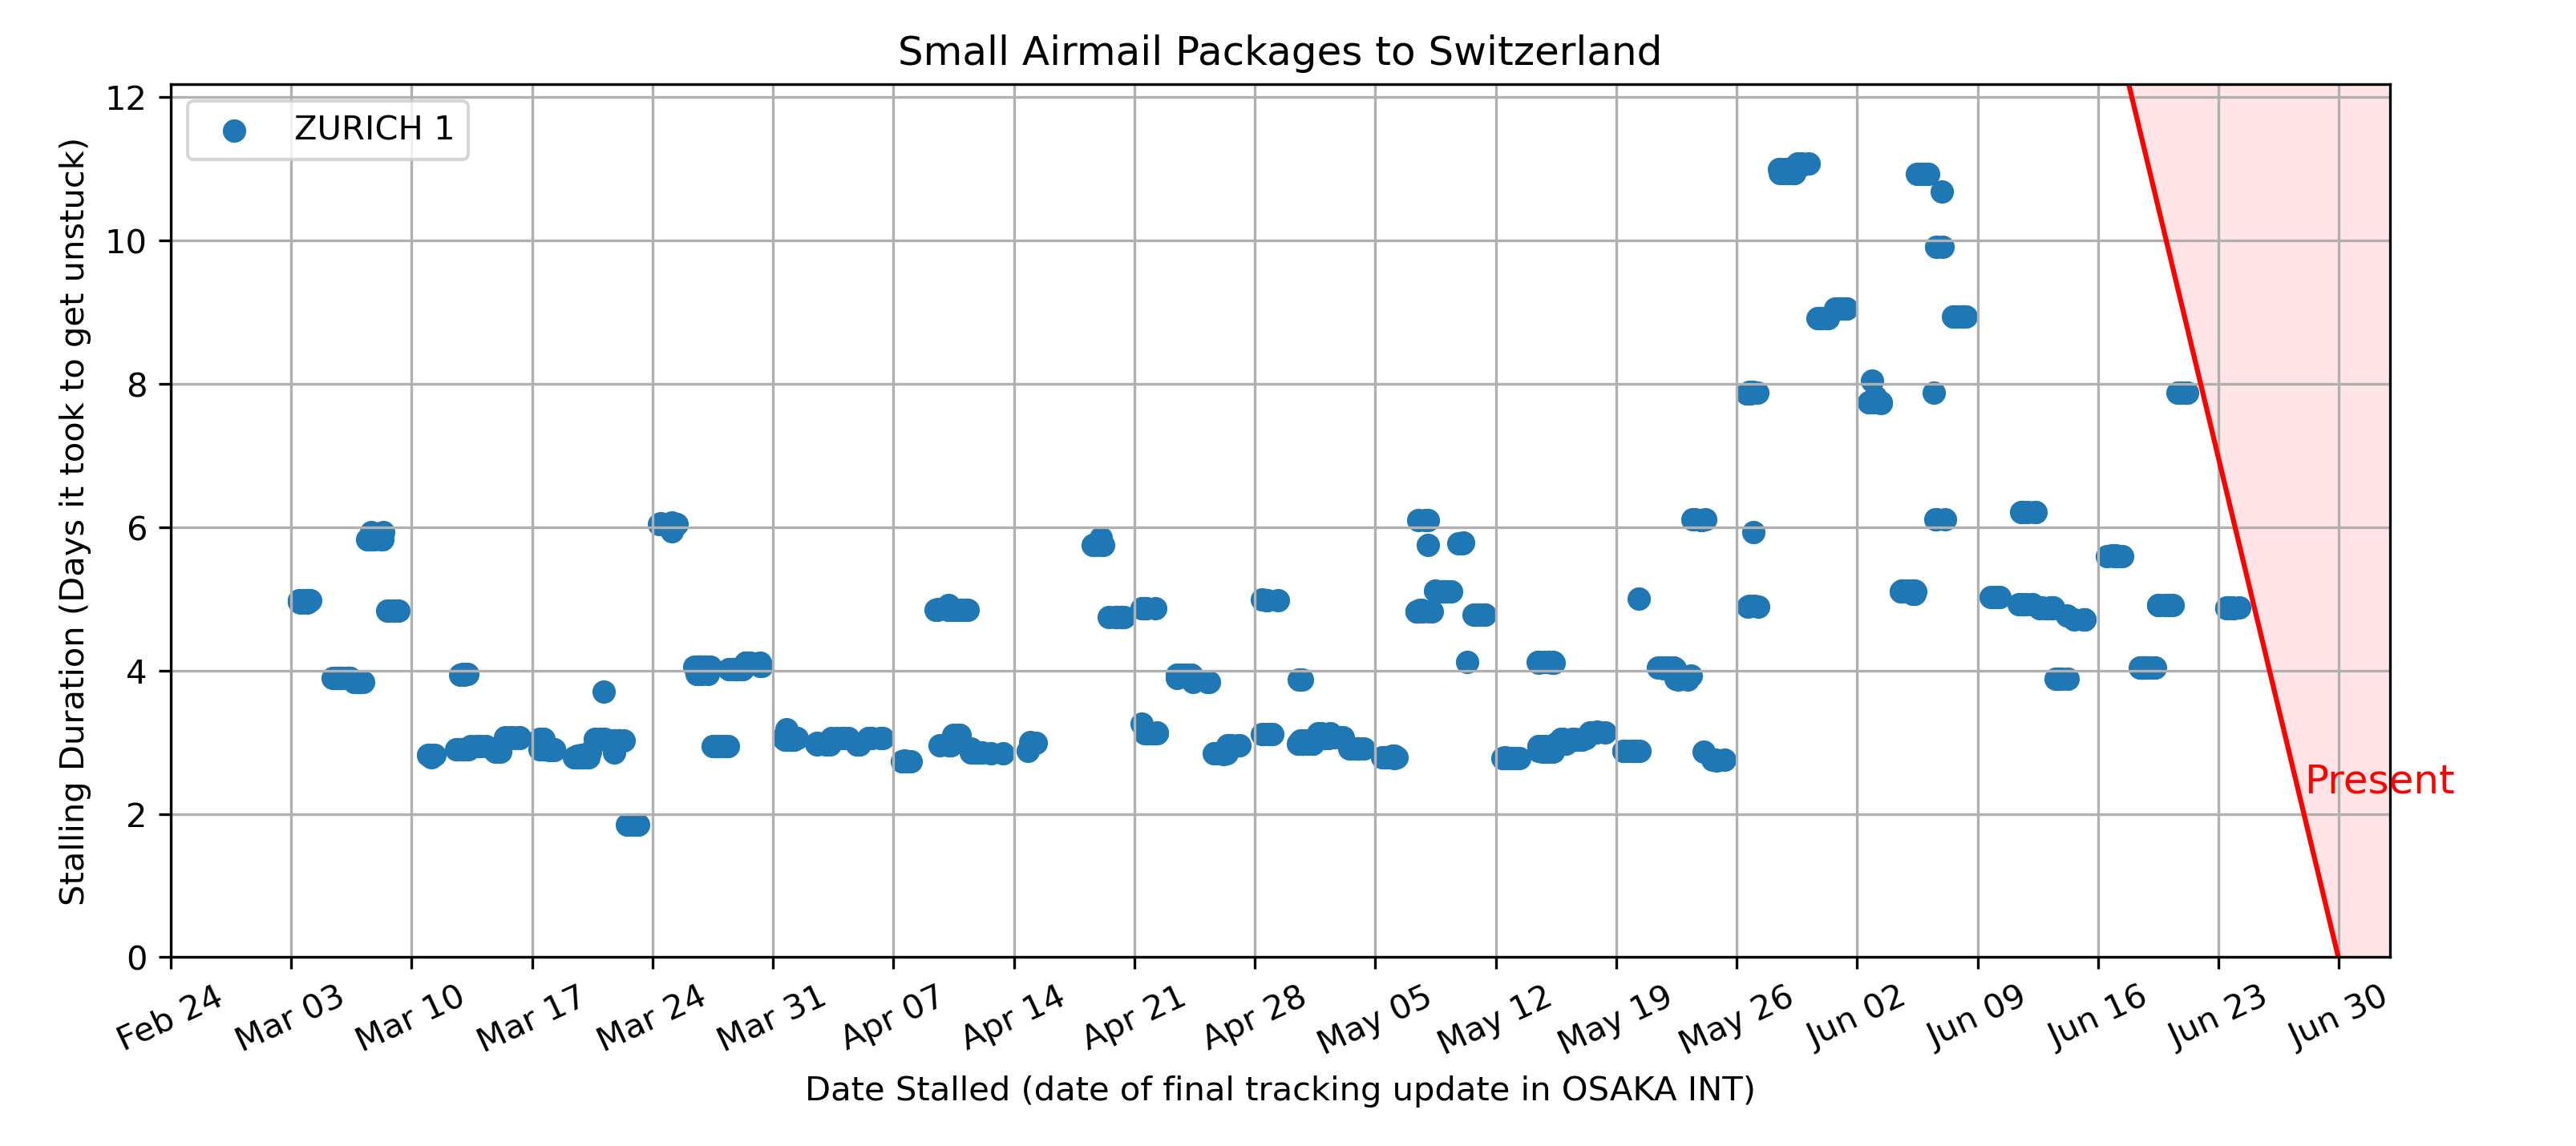 Small Airmail Packages to Switzerland
ZURICH 1
Stalling Duration (Days it took to get unstuck)
12
10
8
6
4
2
0
Present
Feb 24 Mar 03 Mar 10 Mar 17 Mar 24 Mar 31 Apr 07 Apr 14 Apr 21 Apr 28 May 05 May 12 May 19 May 26 Jun 02 Jun 09 Jun 16 Jun 23 Jun 30
Date Stalled (date of final tracking update in OSAKA INT)